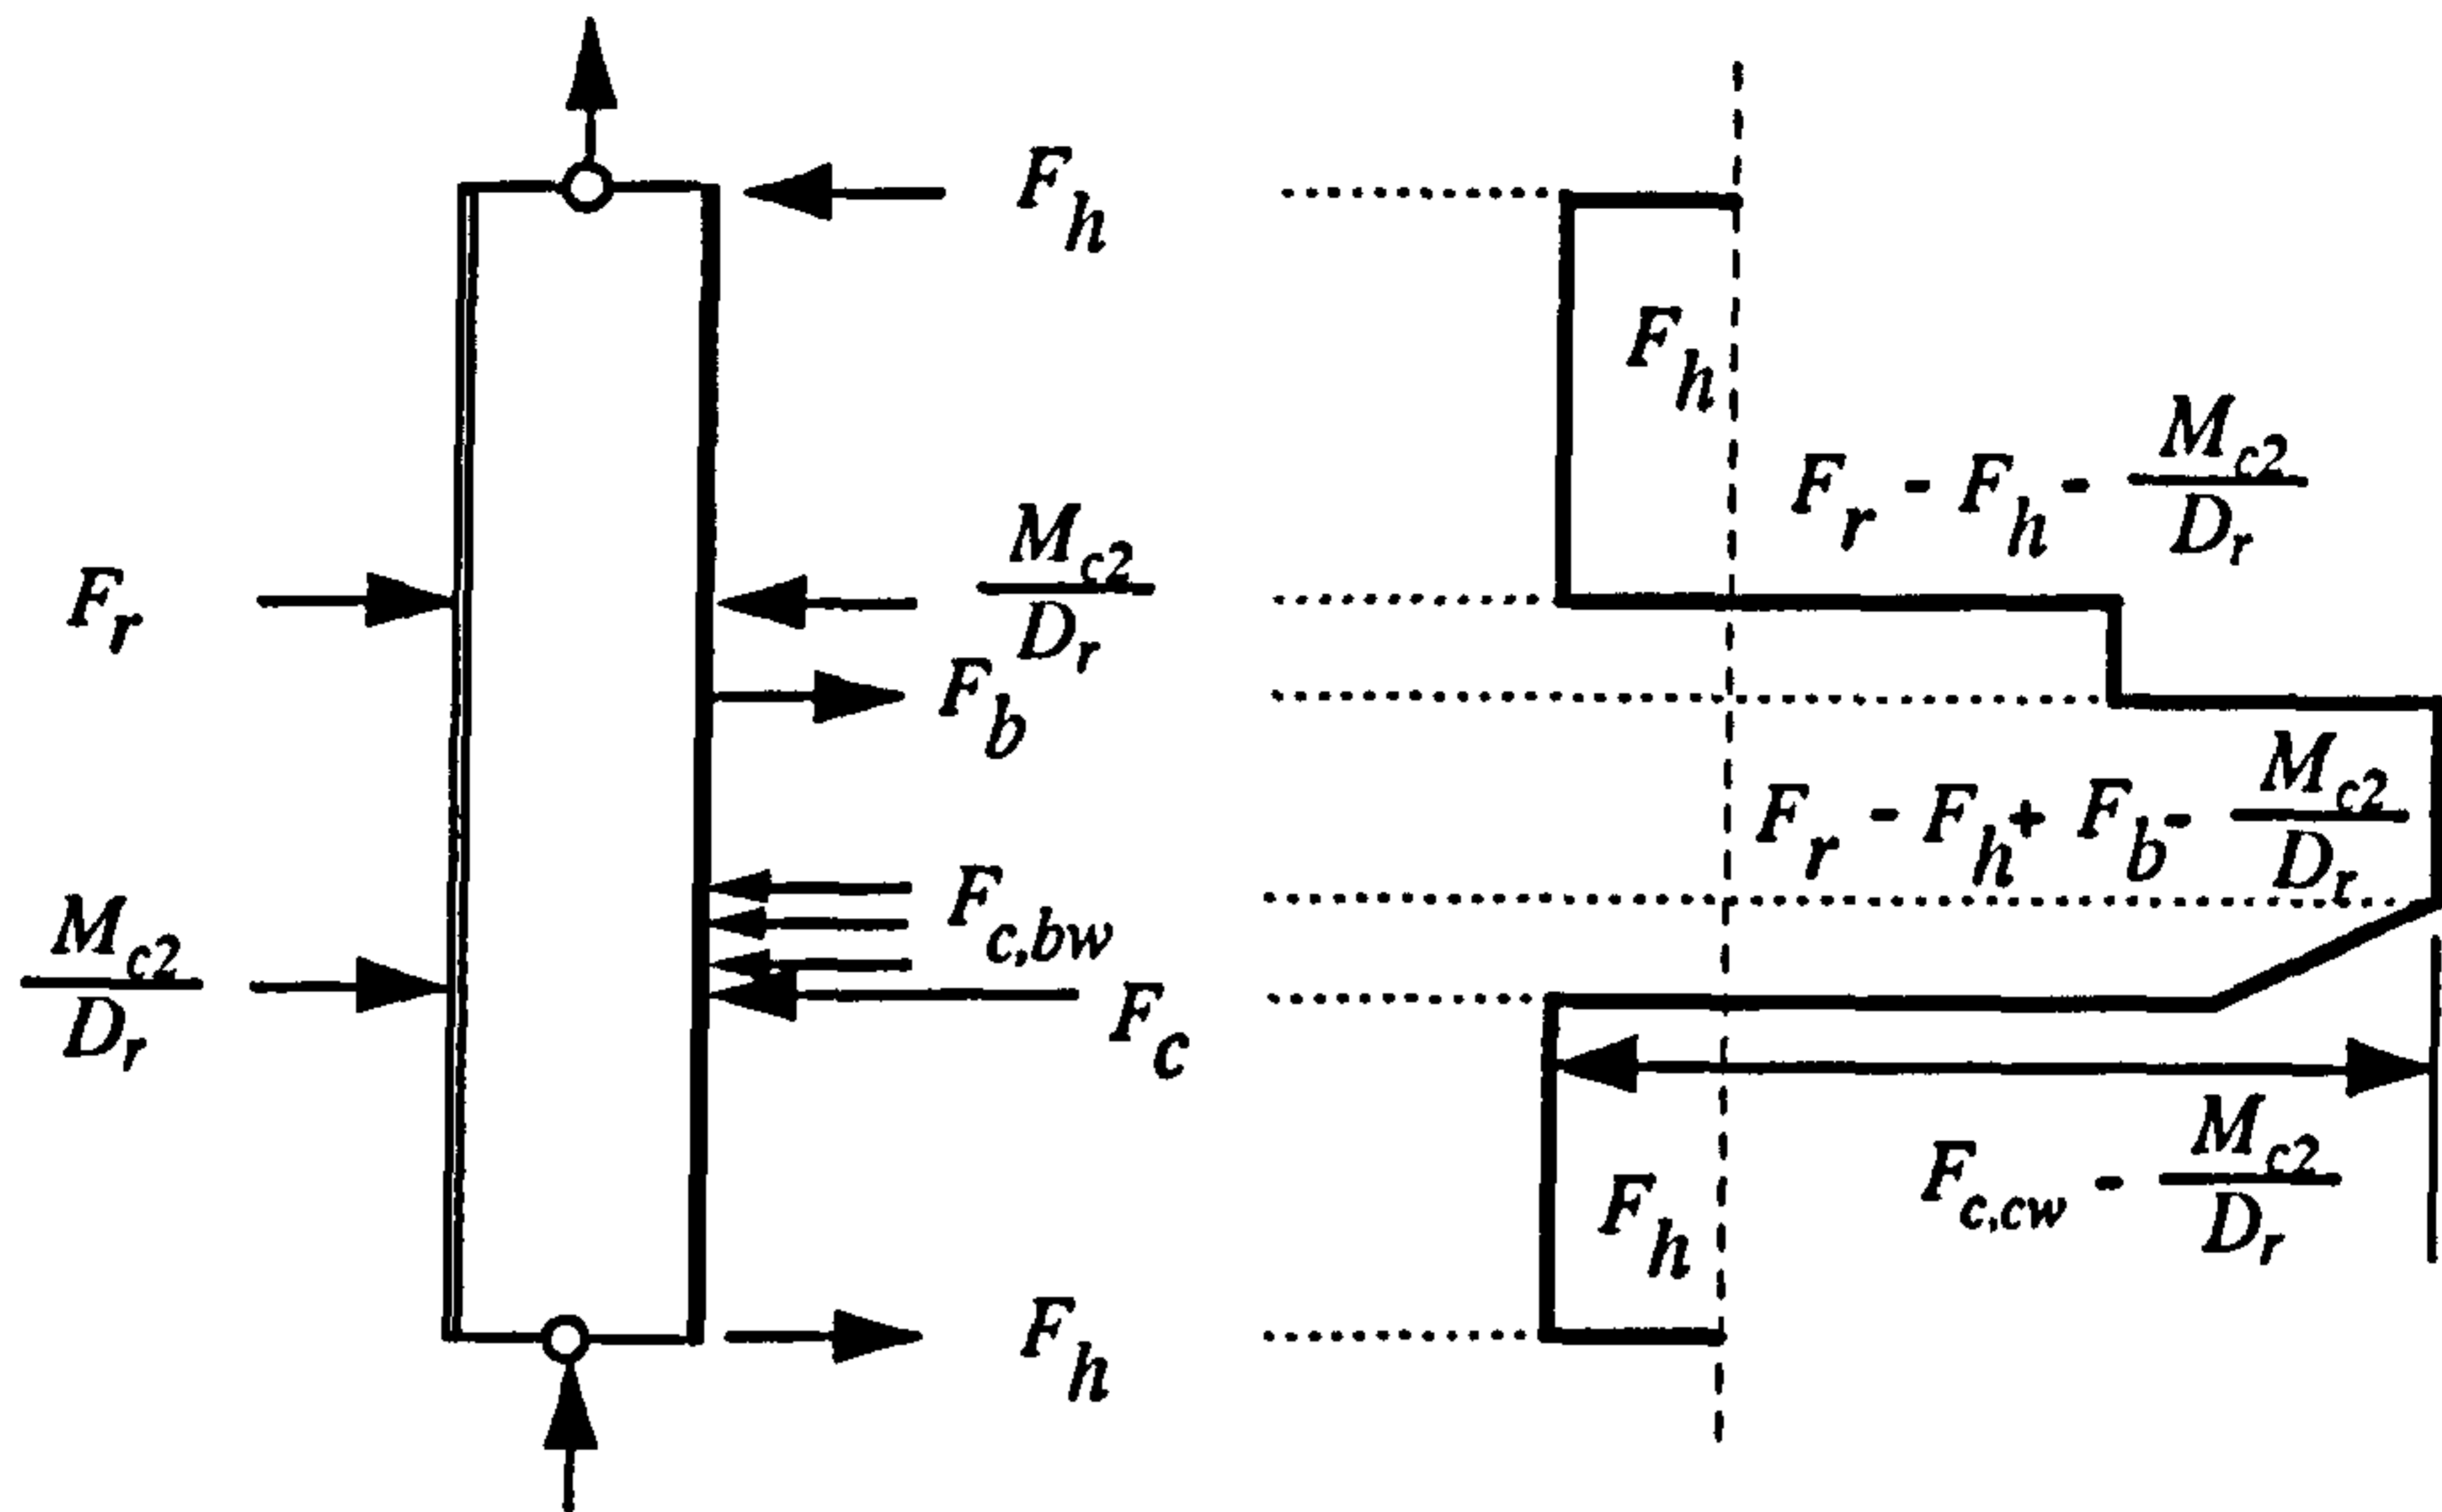 F_h
F_h
F_r - F_h - M_c2/D_r
F_r
M_c2/D_r
F_b
F_r - F_h + F_b - M_c2/D_r
F_c,bw
M_c2/D_r
F_c
F_c,cw - M_c2/D_r
F_h
F_h